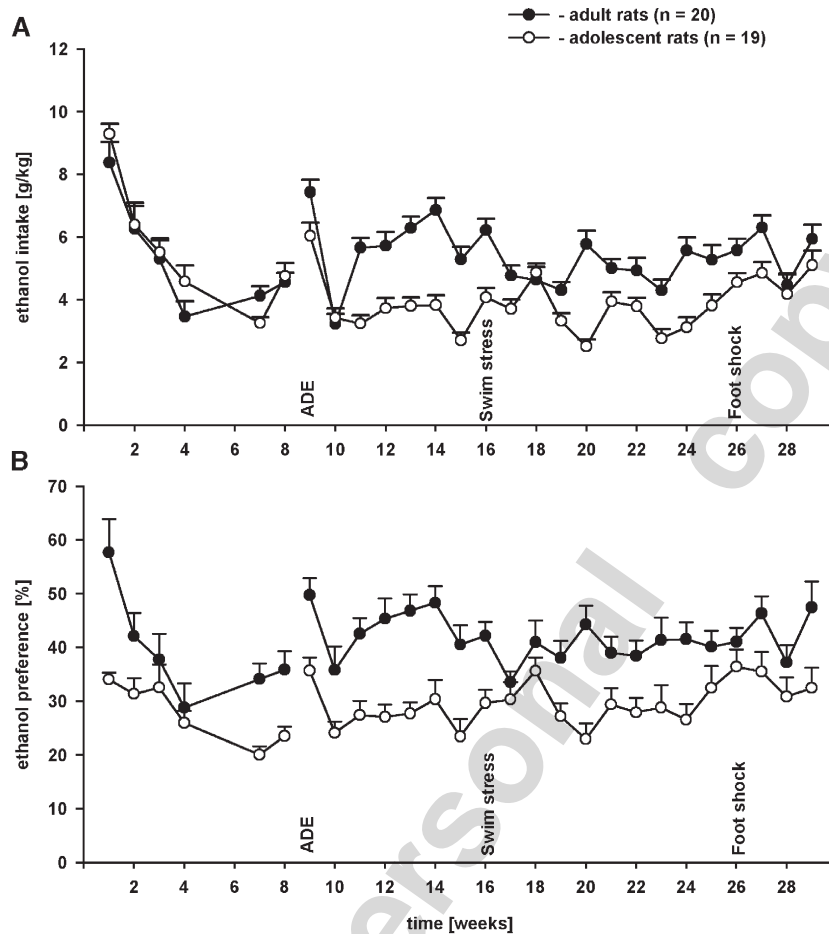 - adult rats (n = 20)
- adolescent rats (n = 19)
A
12
10
8
6
4
2
0
ethanol intake [g/kg]
ADE
Swim stress
Foot shock
2 4 6 8 10 12 14 16 18 20 22 24 26 28
B
70
60
50
40
30
20
10
0
ethanol preference [%]
ADE
Swim stress
Foot shock
2 4 6 8 10 12 14 16 18 20 22 24 26 28
time [weeks]
ersonal
cop